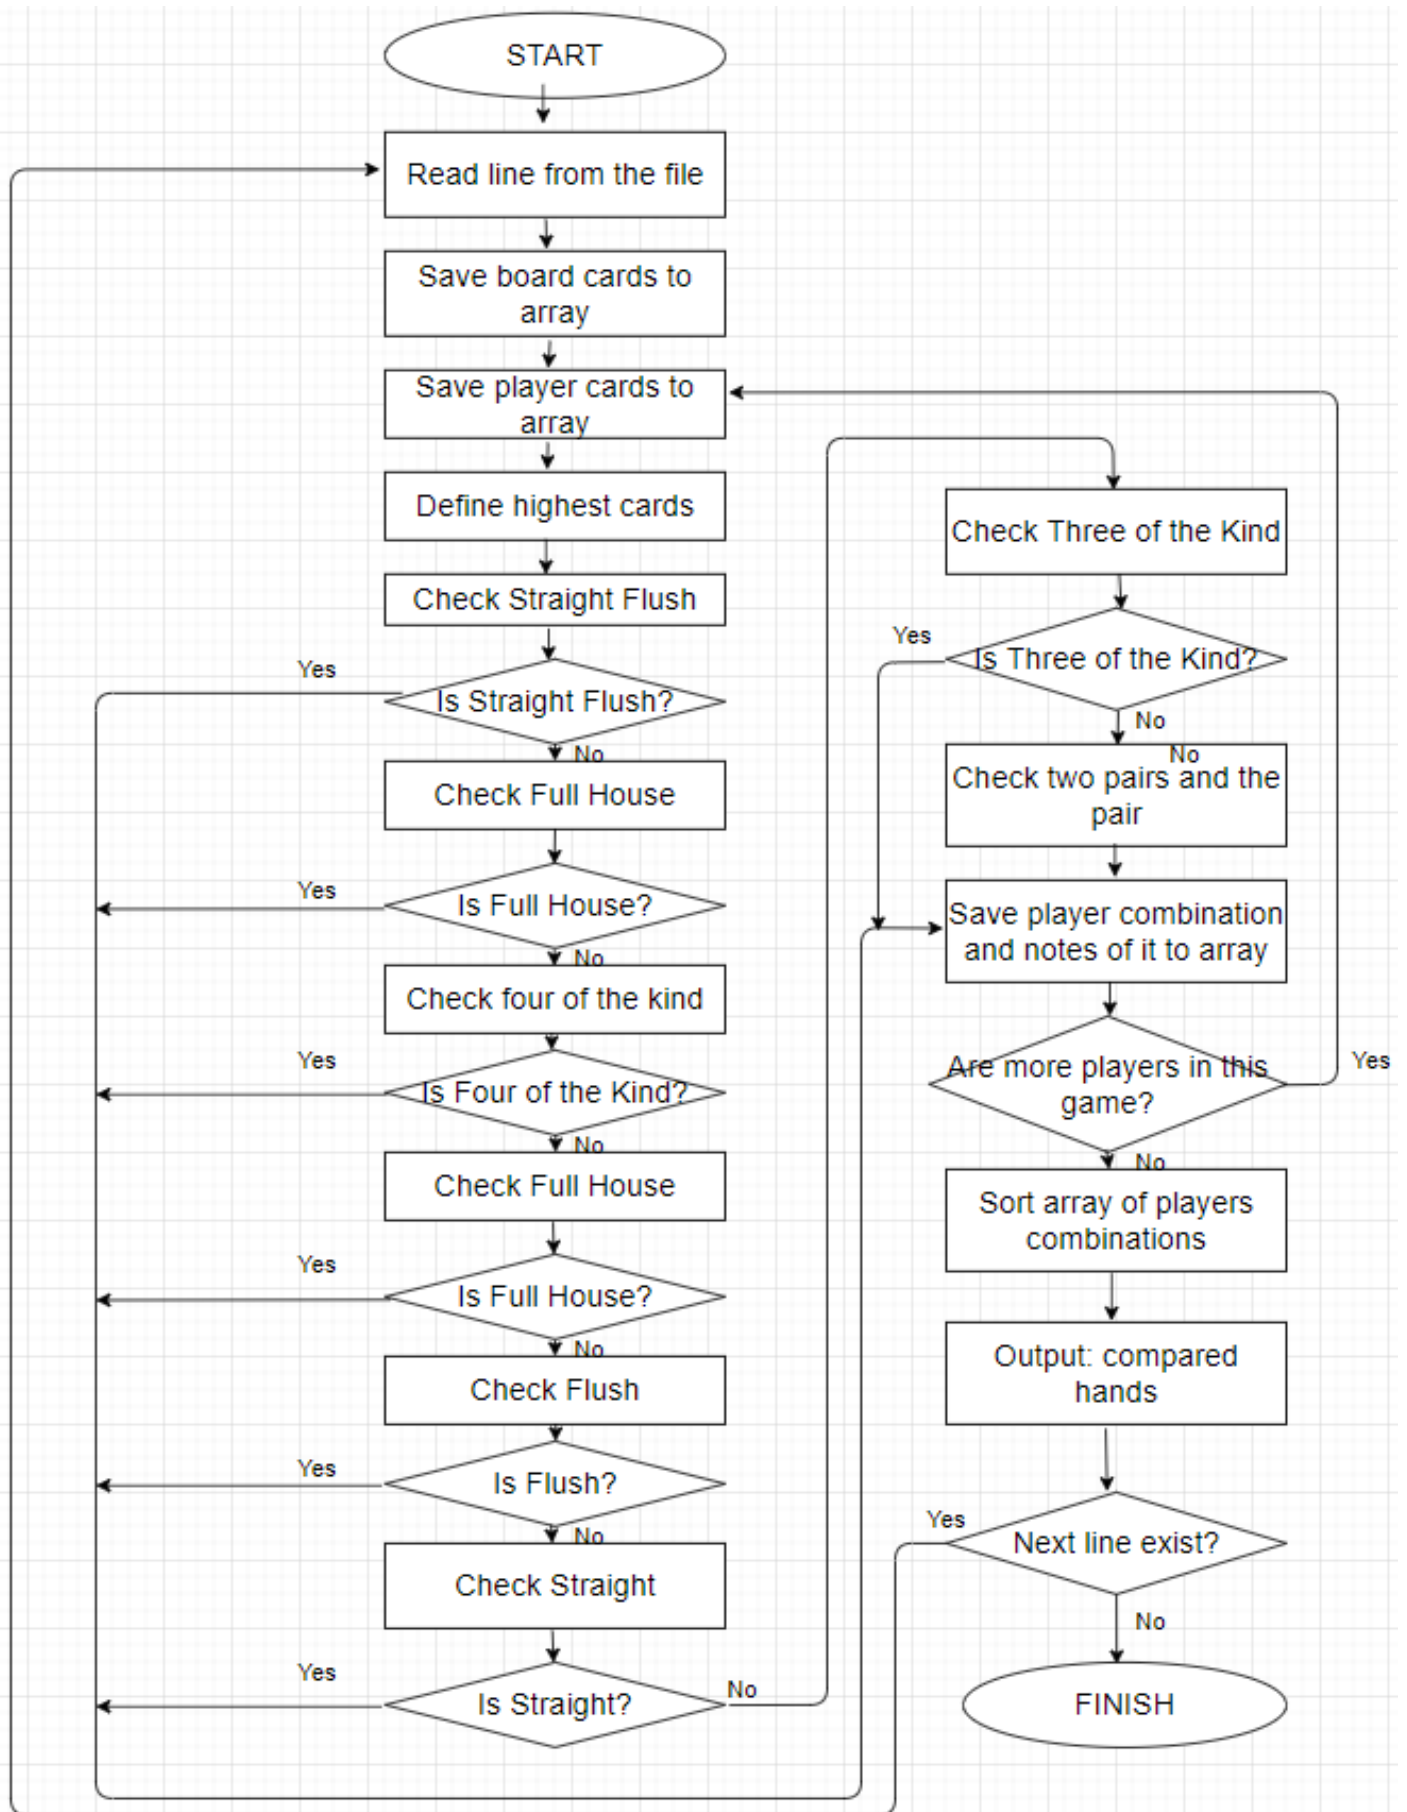 START
Read line from the file
Save board cards to
array
Save player cards to
array
Define highest cards
Check Straight Flush
Yes
Is Straight Flush?
No
Check Full House
Yes
Is Full House?
No
Check four of the kind
Yes
Is Four of the Kind?
No
Check Full House
Yes
Is Full House?
No
Check Flush
Yes
Is Flush?
No
Check Straight
Yes
Is Straight?
No
Check Three of the Kind
Yes
Is Three of the Kind?
No
No
Check two pairs and the
pair
Save player combination
and notes of it to array
Are more players in this
game?
Yes
No
Sort array of players
combinations
Output: compared
hands
Yes
Next line exist?
No
FINISH